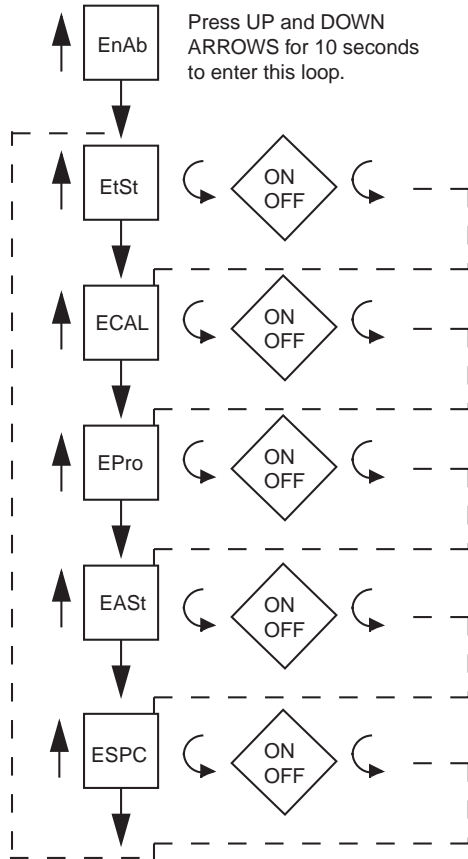 EnAb
Press UP and DOWN
ARROWS for 10 seconds
to enter this loop.
EtSt
ON
OFF
ECAL
ON
OFF
EPro
ON
OFF
EASt
ON
OFF
ESPC
ON
OFF